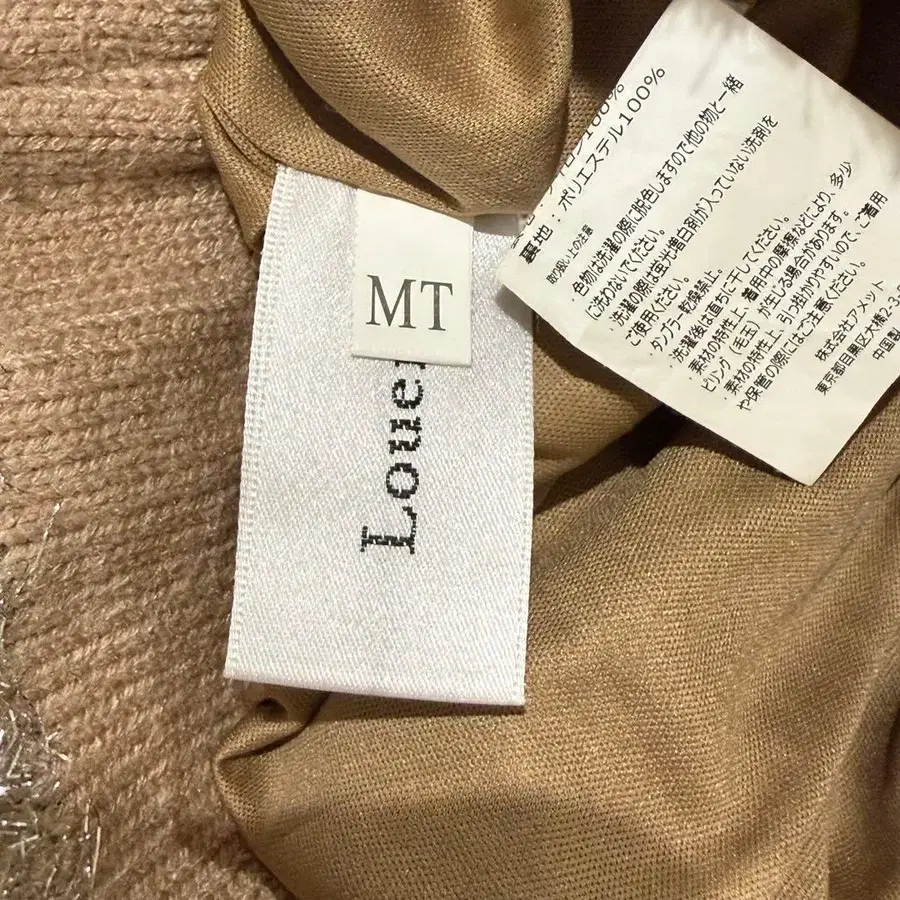 MT
Louer
イロン100%
裏地：ポリエステル100%
取り扱い上の注意
・色物は洗濯の際に脱色しますので他の物と一緒
に洗わないでください。
・洗濯の際は蛍光増白剤が入っていない洗剤を
ご使用ください。
・タンブラー乾燥禁止。
・洗濯後は直ちに干してください。
・素材の特性上、着用中の摩擦などにより、多少
ピリング（毛玉）が生じる場合があります。
・素材の特性上、引っ掛かりやすいので、ご着用
や保管の際にはご注意ください。
株式会社アメット
東京都目黒区大橋2-3
中国製